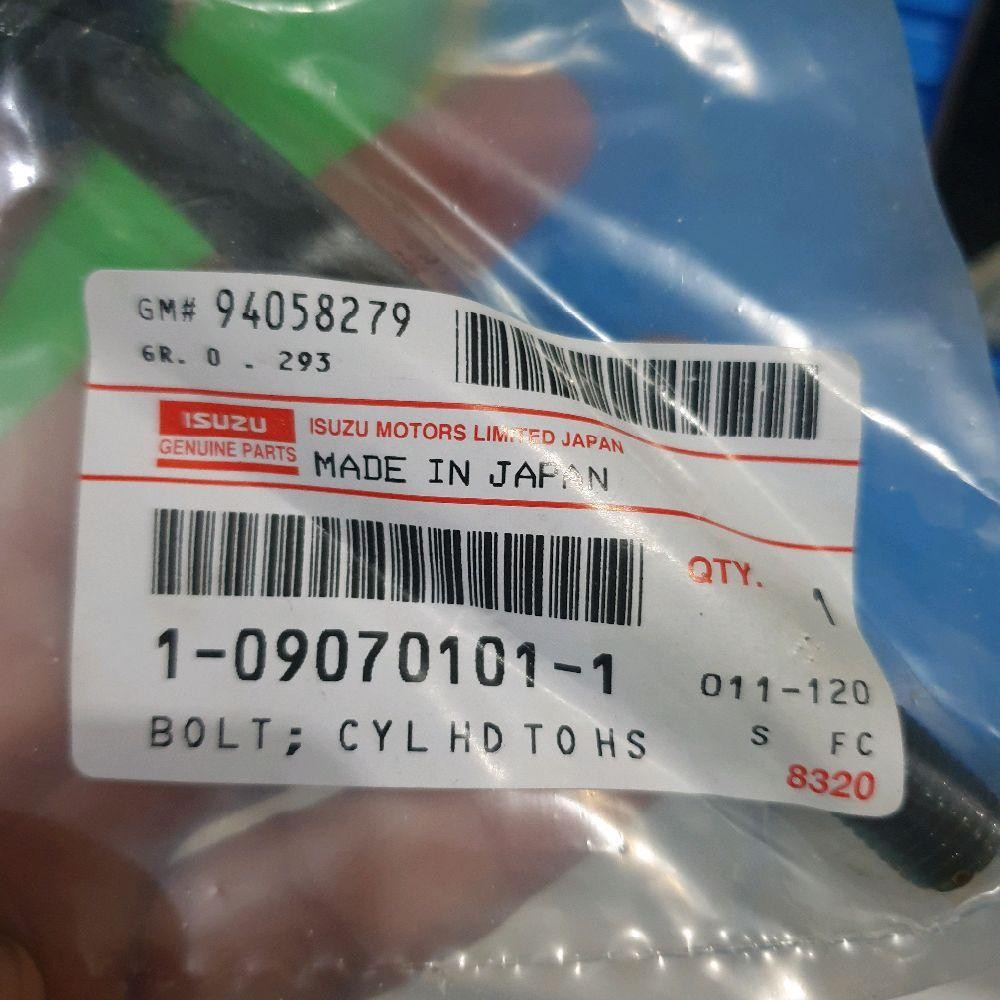 GM# 94058279
GR. 0 . 293
ISUZU
GENUINE PARTS
ISUZU MOTORS LIMITED JAPAN
MADE IN JAPAN
QTY. 1
1-09070101-1
011-120
BOLT; CYL HD TO HS
S FC
8320